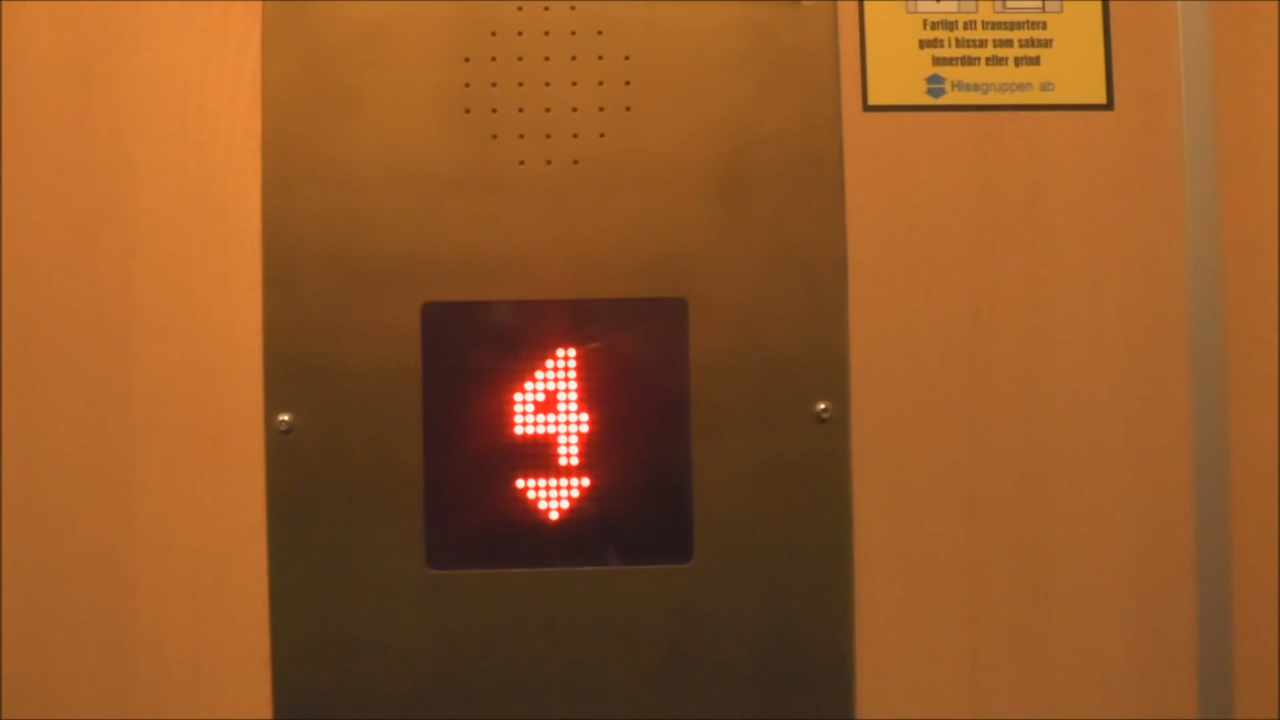 Farligt att transportera
gods i hissar som saknar
innerdörr eller grind
Hissgruppen ab
4